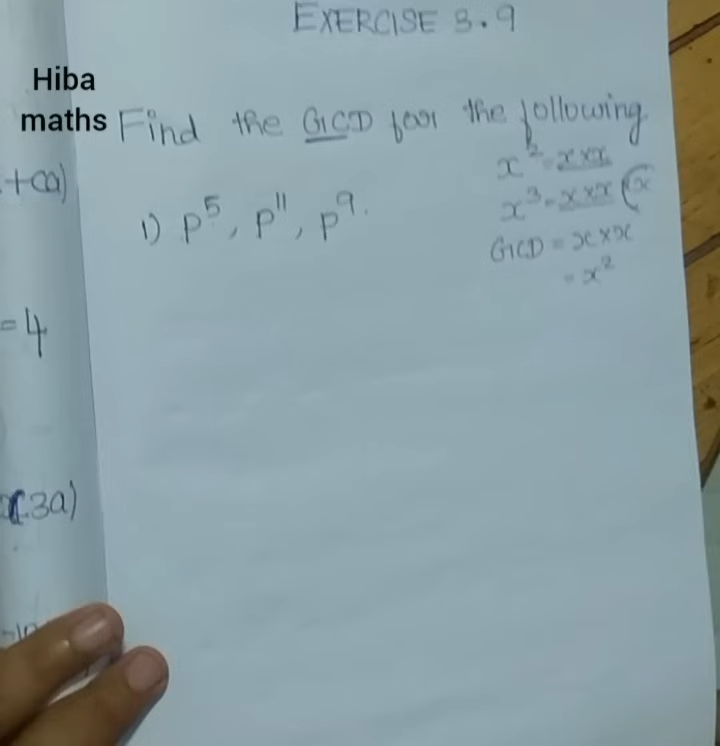 EXERCISE 3.9
Hiba
maths
Find the GCD for the following
+ca)
x² = x×x
x³ = x×x(x
1) p⁵, p¹¹, p⁹.
GCD = x×x
= x²
=4
(3a)